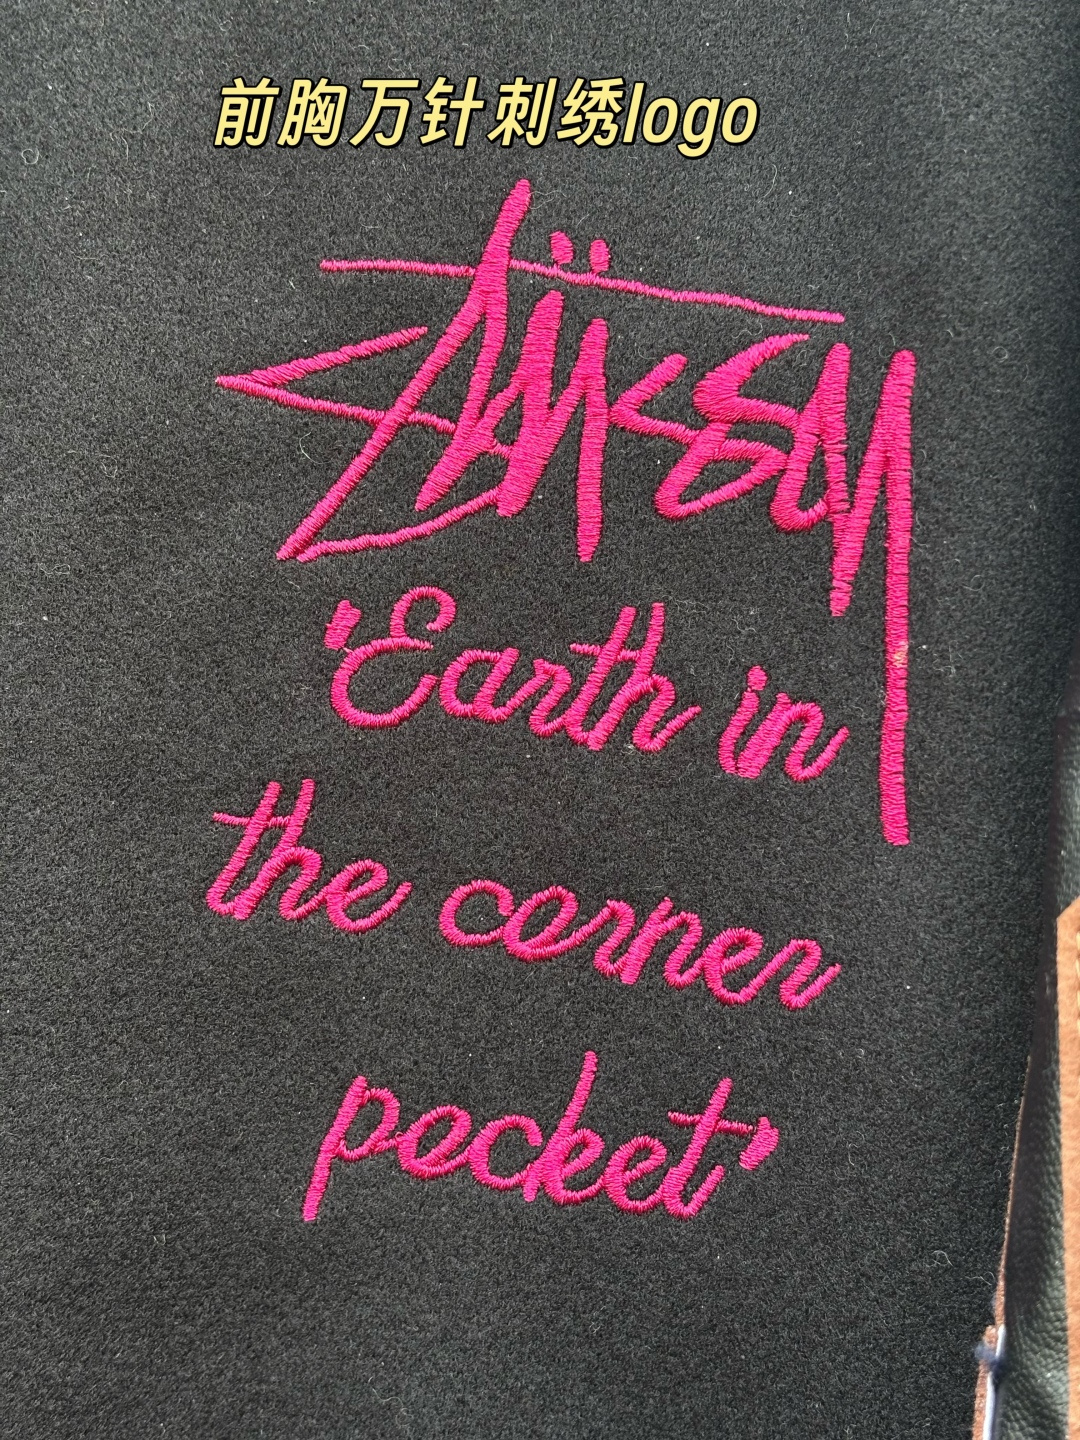 前胸万针刺绣logo
Stüssy
'Earth in
the corner
pocket'